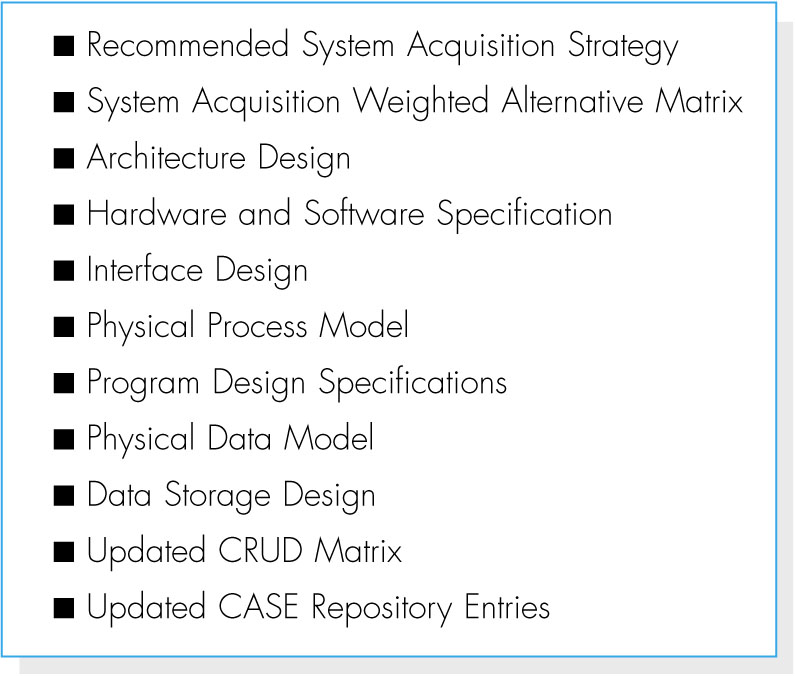 ■ Recommended System Acquisition Strategy
■ System Acquisition Weighted Alternative Matrix
■ Architecture Design
■ Hardware and Software Specification
■ Interface Design
■ Physical Process Model
■ Program Design Specifications
■ Physical Data Model
■ Data Storage Design
■ Updated CRUD Matrix
■ Updated CASE Repository Entries